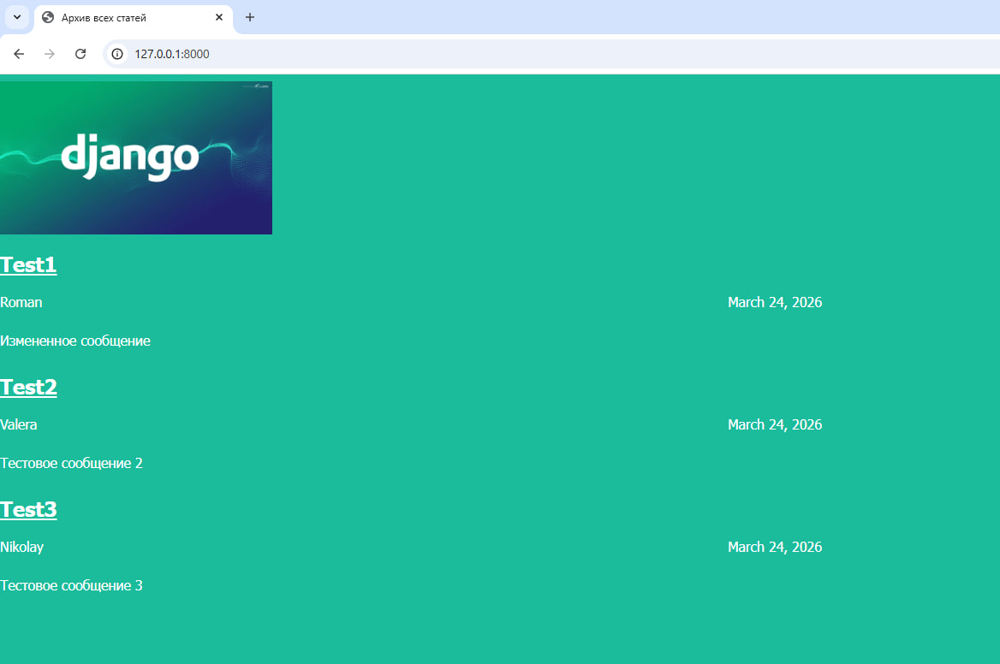 Архив всех статей
127.0.0.1:8000
django
Test1
Roman March 24, 2026
Измененное сообщение
Test2
Valera March 24, 2026
Тестовое сообщение 2
Test3
Nikolay March 24, 2026
Тестовое сообщение 3